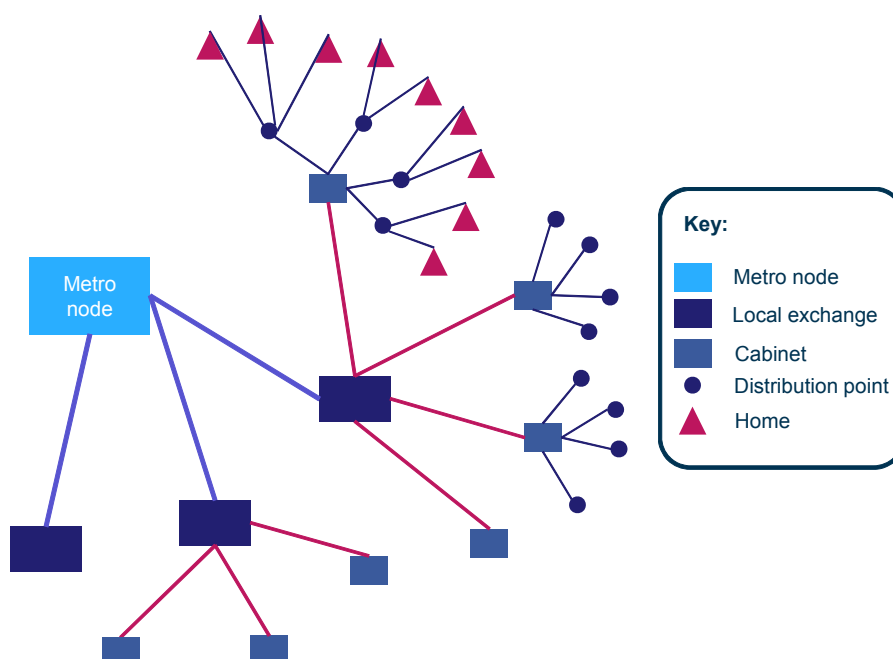 Metro
node
Key:
Metro node
Local exchange
Cabinet
Distribution point
Home